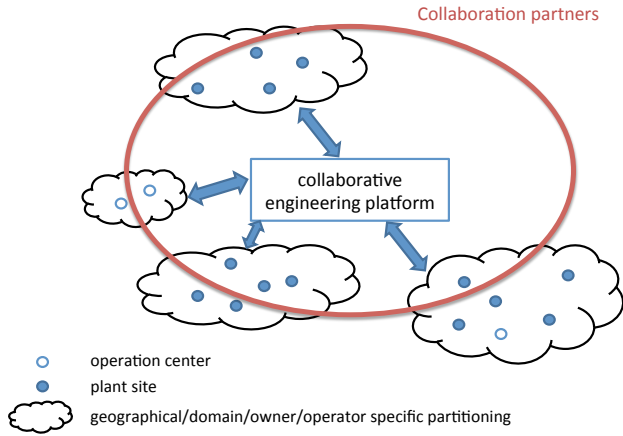 Collaboration partners
collaborative
engineering platform
operation center
plant site
geographical/domain/owner/operator specific partitioning